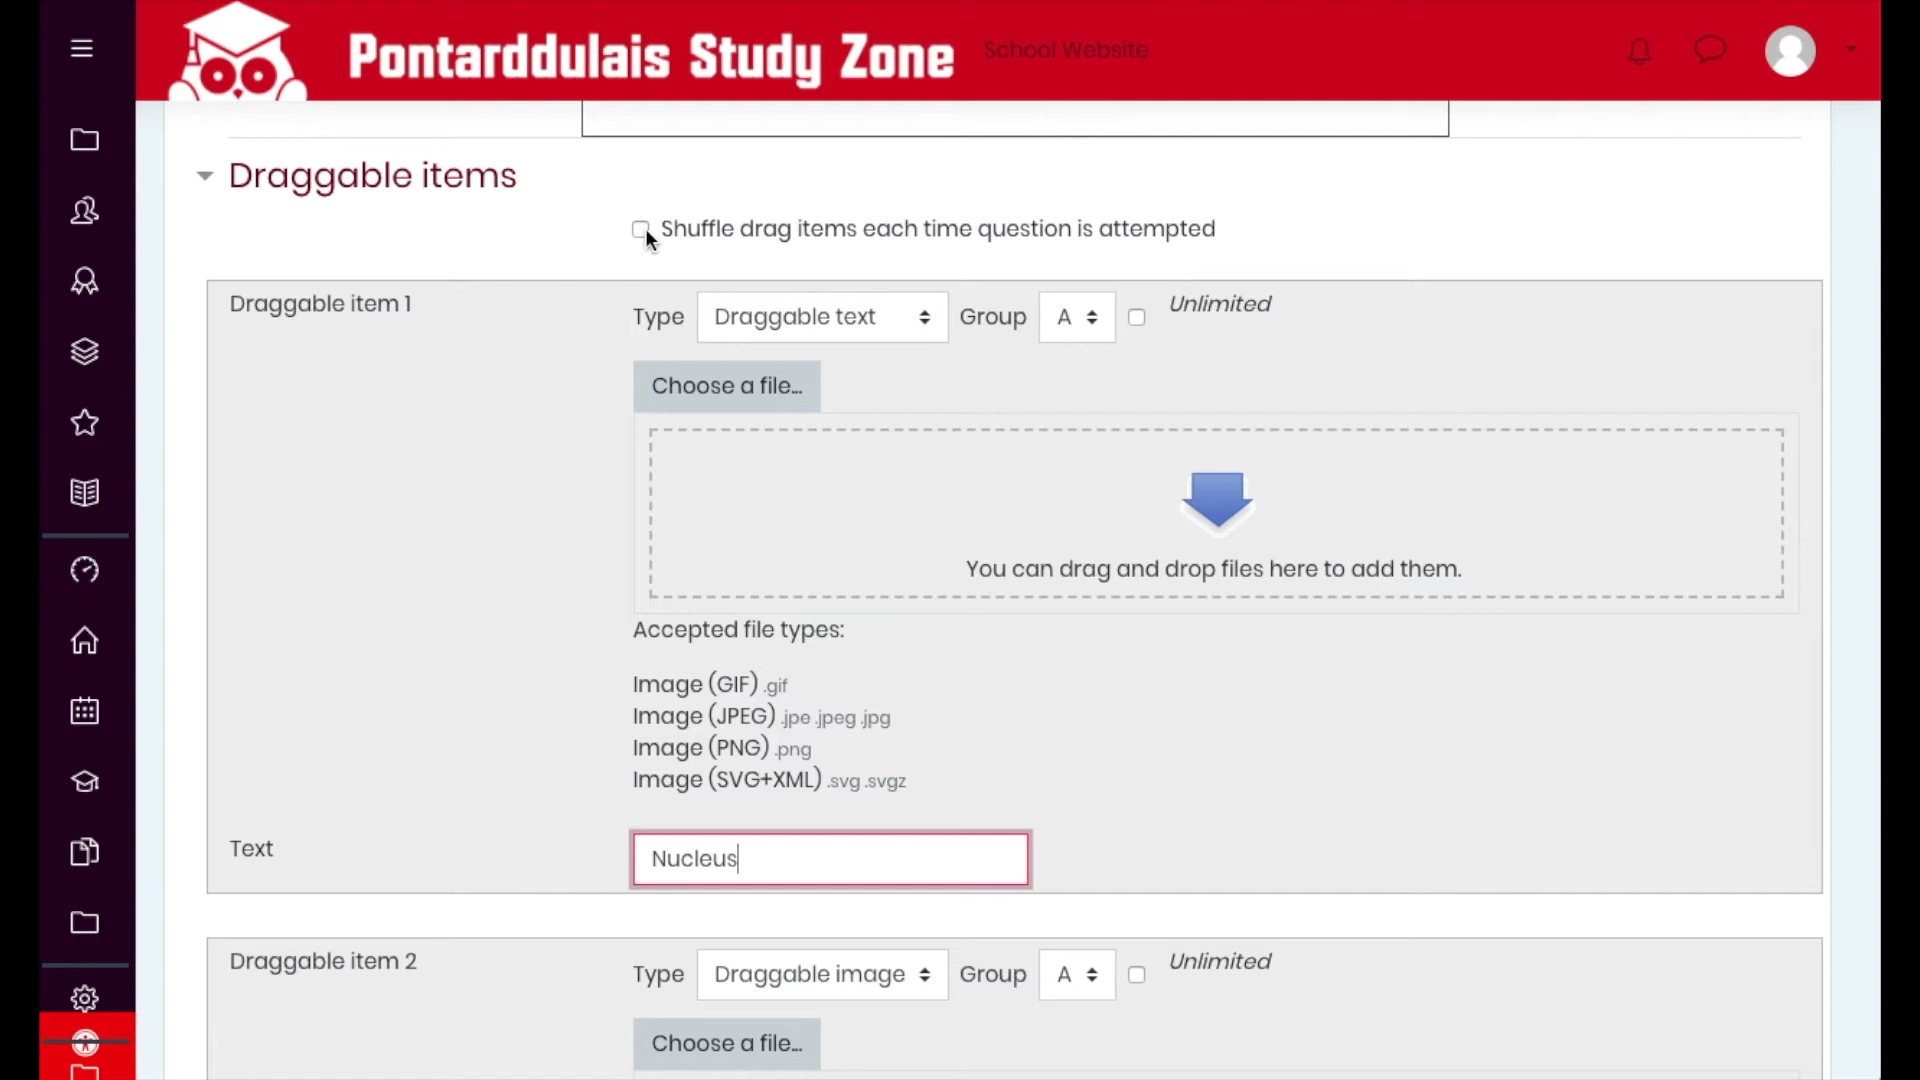 Pontarddulais Study Zone
School Website
Draggable items
Shuffle drag items each time question is attempted
Draggable item 1
Type Draggable text Group A Unlimited
Choose a file...
You can drag and drop files here to add them.
Accepted file types:
Image (GIF) .gif
Image (JPEG) .jpe .jpeg .jpg
Image (PNG) .png
Image (SVG+XML) .svg .svgz
Text Nucleus
Draggable item 2
Type Draggable image Group A Unlimited
Choose a file...